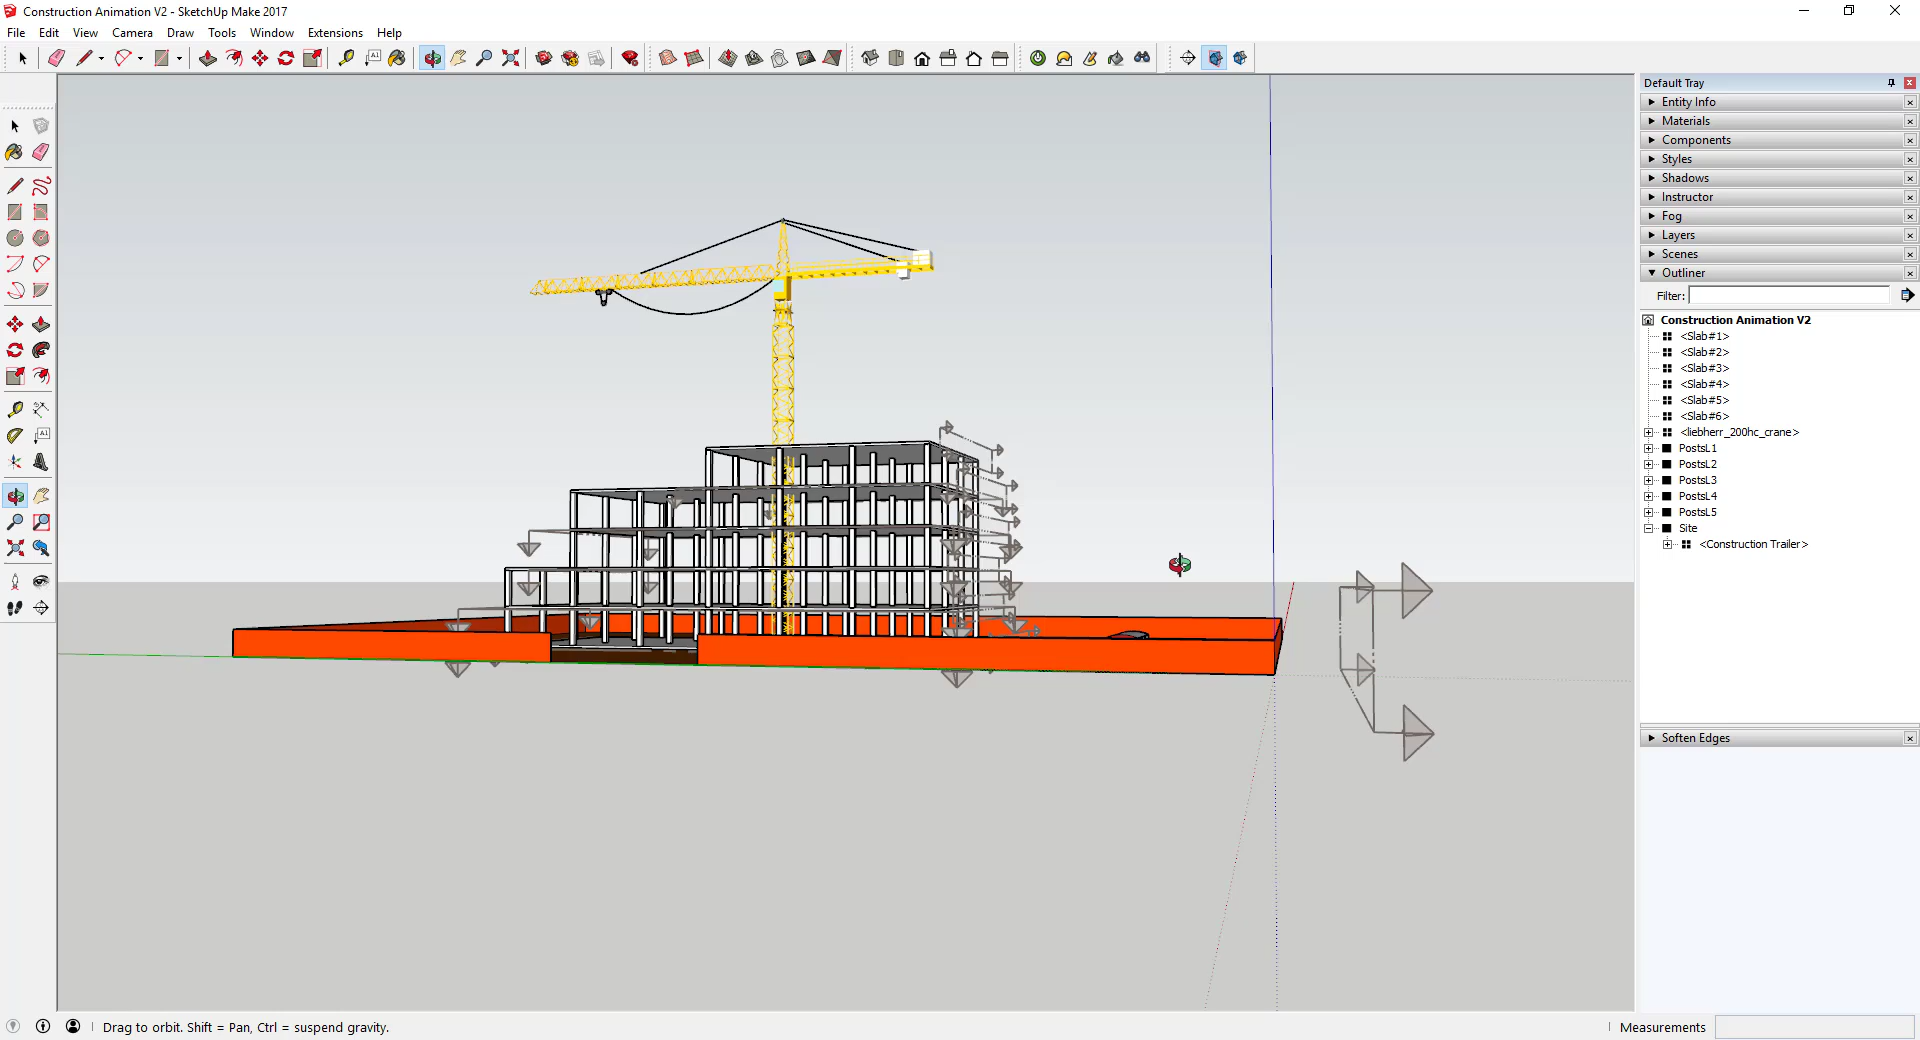 Construction Animation V2 - SketchUp Make 2017
File Edit View Camera Draw Tools Window Extensions Help
A1
Default Tray
Entity Info
Materials
Components
Styles
Shadows
Instructor
Fog
Layers
Scenes
Outliner
Filter:
Construction Animation V2
<Slab#1>
<Slab#2>
<Slab#3>
<Slab#4>
<Slab#5>
<Slab#6>
<liebherr_200hc_crane>
PostsL1
PostsL2
PostsL3
PostsL4
PostsL5
Site
<Construction Trailer>
A1
Soften Edges
Drag to orbit. Shift = Pan, Ctrl = suspend gravity.
Measurements